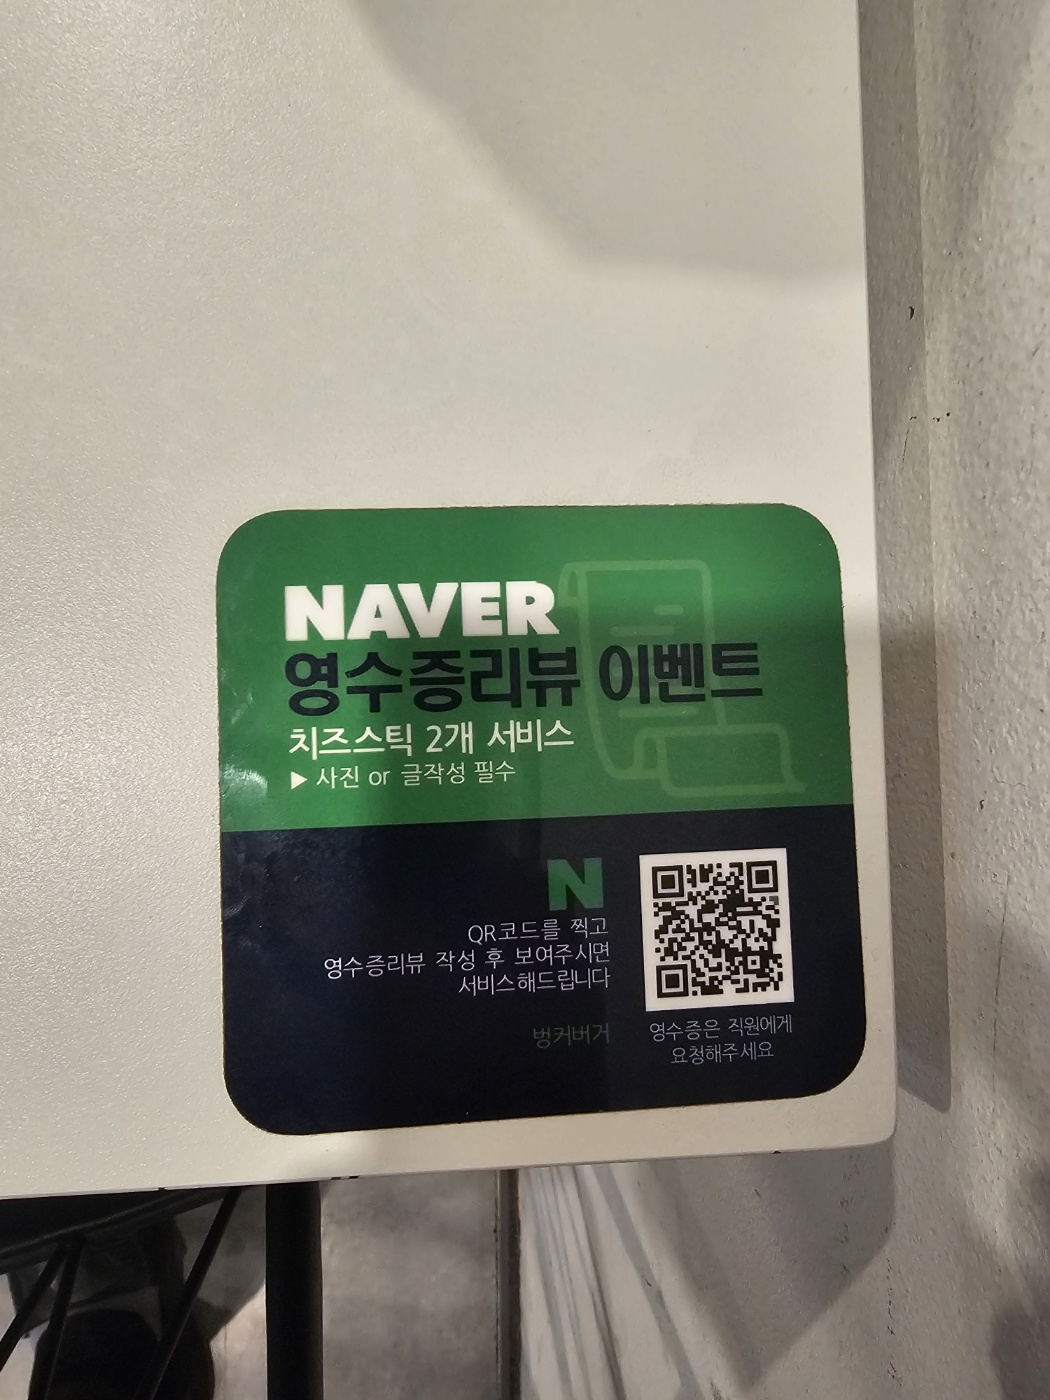 NAVER
영수증리뷰 이벤트
치즈스틱 2개 서비스
▶ 사진 or 글작성 필수
N
QR코드를 찍고
영수증리뷰 작성 후 보여주시면
서비스해드립니다
벙커버거
영수증은 직원에게
요청해주세요